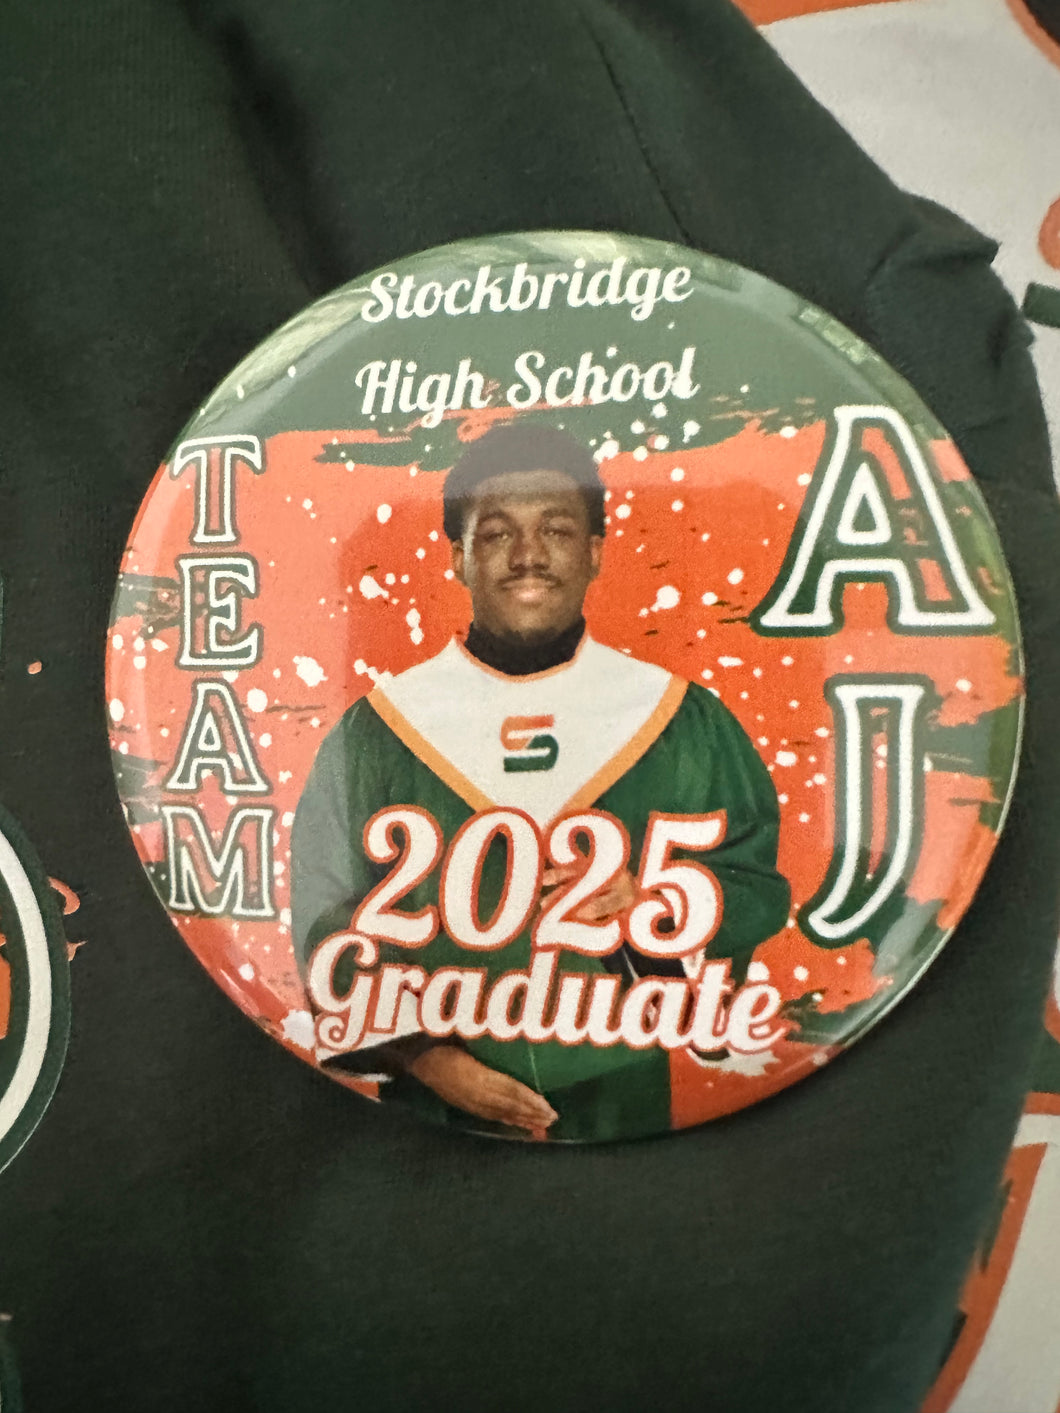 Stockbridge
High School
TEAM
AJ
2025
Graduate